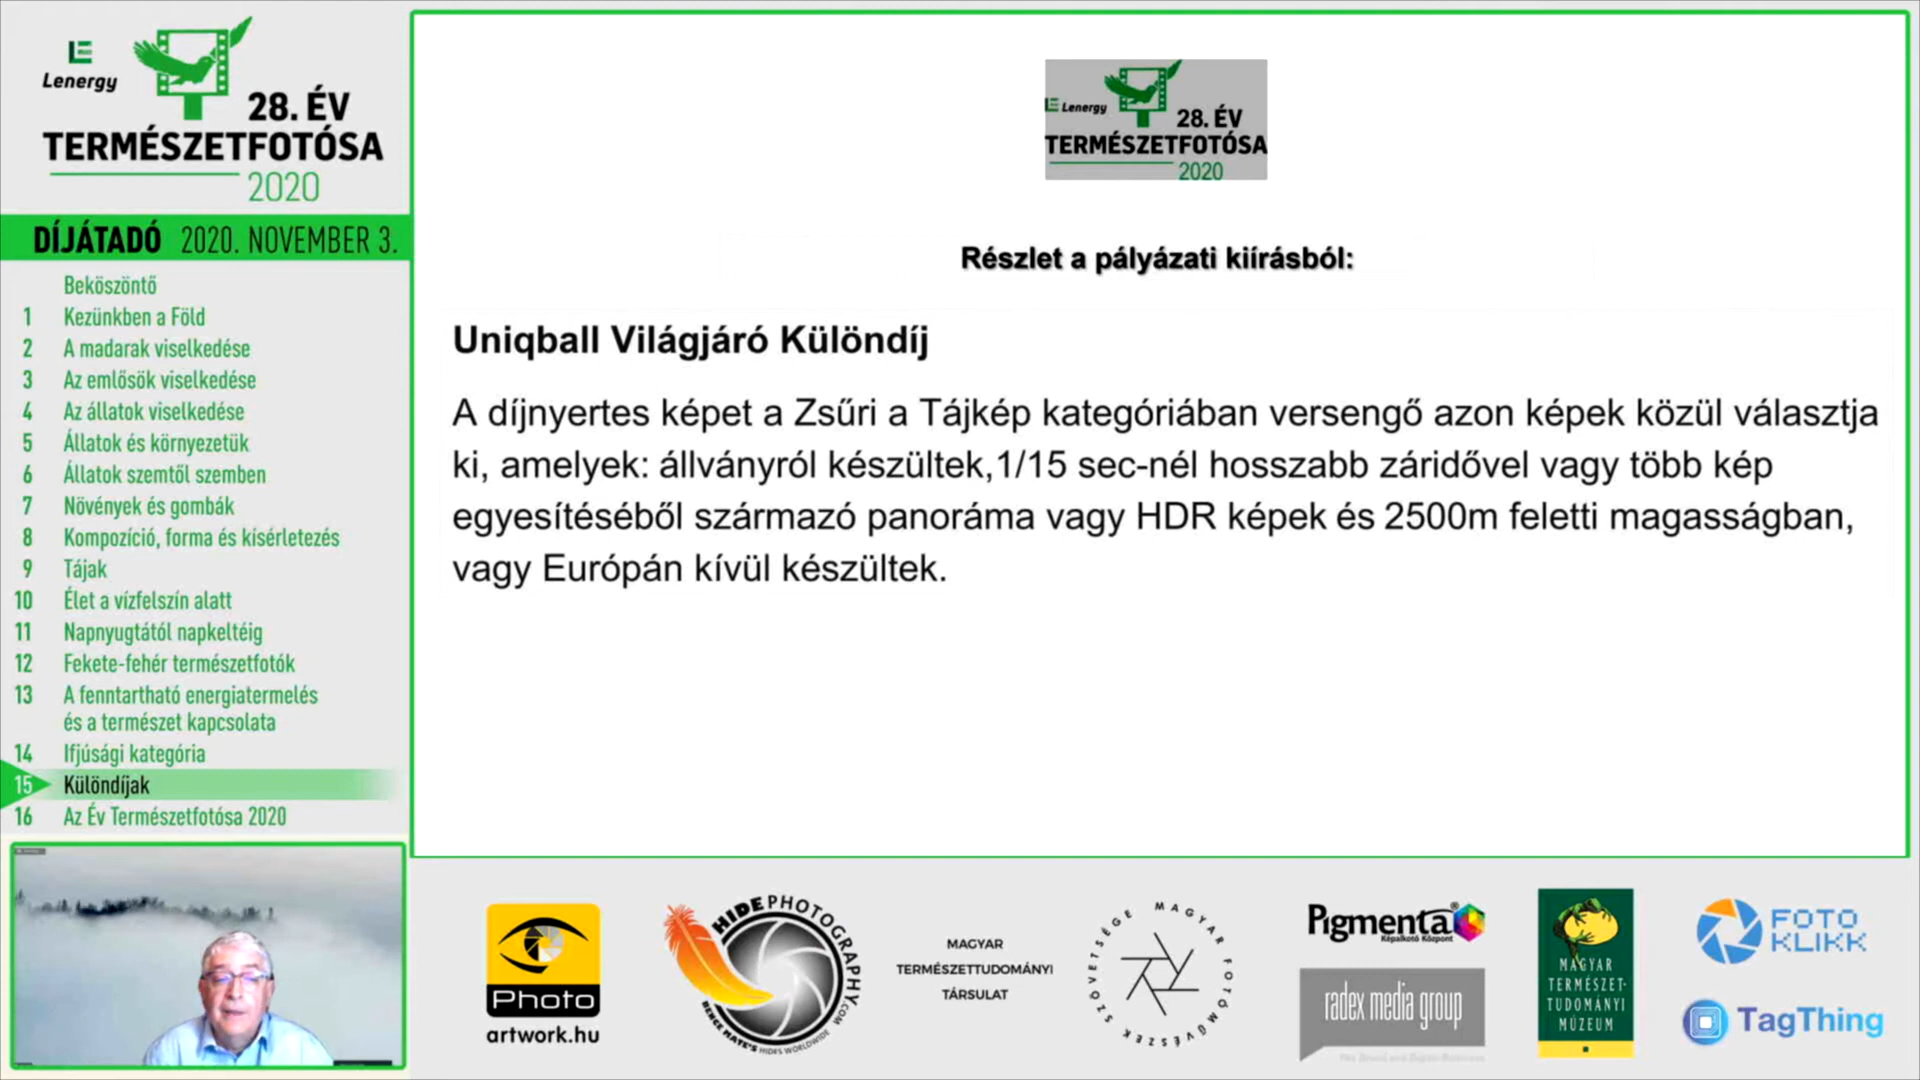 Lenergy
28. ÉV
TERMÉSZETFOTÓSA
2020
DÍJÁTADÓ 2020. NOVEMBER 3.
Beköszöntő
1 Kezünkben a Föld
2 A madarak viselkedése
3 Az emlősök viselkedése
4 Az állatok viselkedése
5 Állatok és környezetük
6 Állatok szemtől szemben
7 Növények és gombák
8 Kompozíció, forma és kísérletezés
9 Tájak
10 Élet a vízfelszín alatt
11 Napnyugtától napkeltéig
12 Fekete-fehér természetfotók
13 A fenntartható energiatermelés
és a természet kapcsolata
14 Ifjúsági kategória
15 Különdíjak
16 Az Év Természetfotósa 2020
Lenergy
28. ÉV
TERMÉSZETFOTÓSA
2020
Részlet a pályázati kiírásból:
Uniqball Világjáró Különdíj
A díjnyertes képet a Zsűri a Tájkép kategóriában versengő azon képek közül választja
ki, amelyek: állványról készültek,1/15 sec-nél hosszabb záridővel vagy több kép
egyesítéséből származó panoráma vagy HDR képek és 2500m feletti magasságban,
vagy Európán kívül készültek.
Photo
artwork.hu
HIDEPHOTOGRAPHY.COM
BENCE MATE'S HIDES WORLDWIDE
MAGYAR
TERMÉSZETTUDOMÁNYI
TÁRSULAT
MAGYAR FOTÓMŰVÉSZEK SZÖVETSÉGE
Pigmenta®
Képalkotó Központ
radex media group
MAGYAR
TERMÉSZET-
TUDOMÁNYI
MÚZEUM
FOTO
KLIKK
TagThing